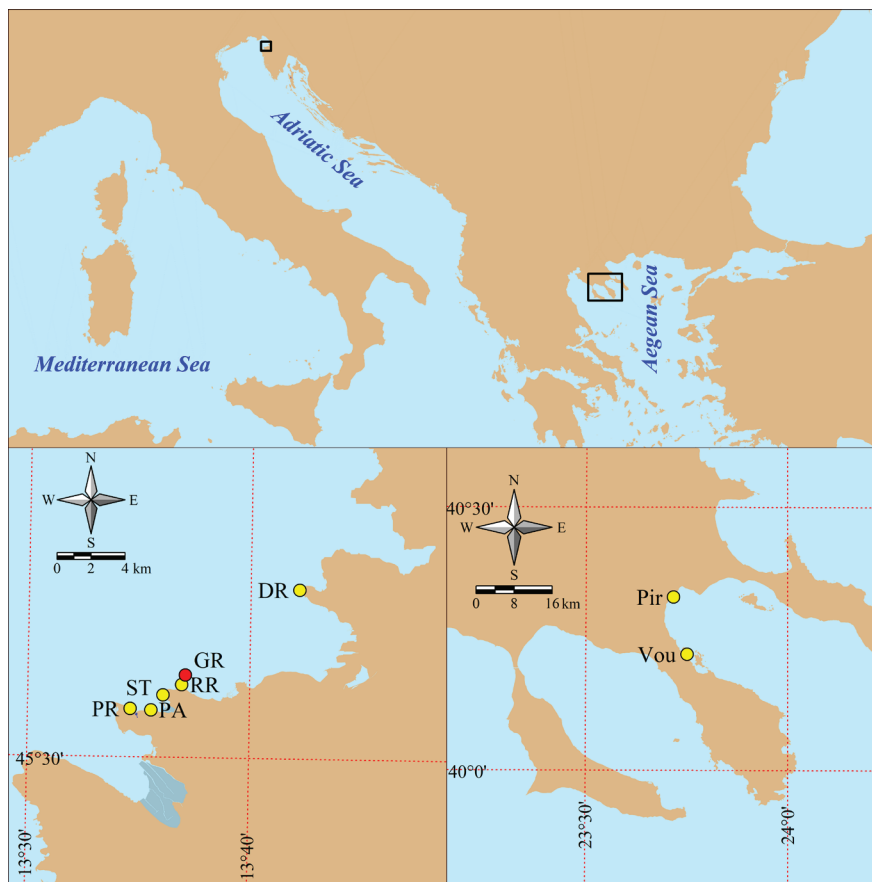 Adriatic Sea
Aegean Sea
Mediterranean Sea
N
W E
S
0 2 4 km
DR
GR
RR
ST
PR
PA
45°30'
13°30'
13°40'
40°30'
N
W E
S
0 8 16 km
Pir
Vou
40°0'
23°30'
24°0'